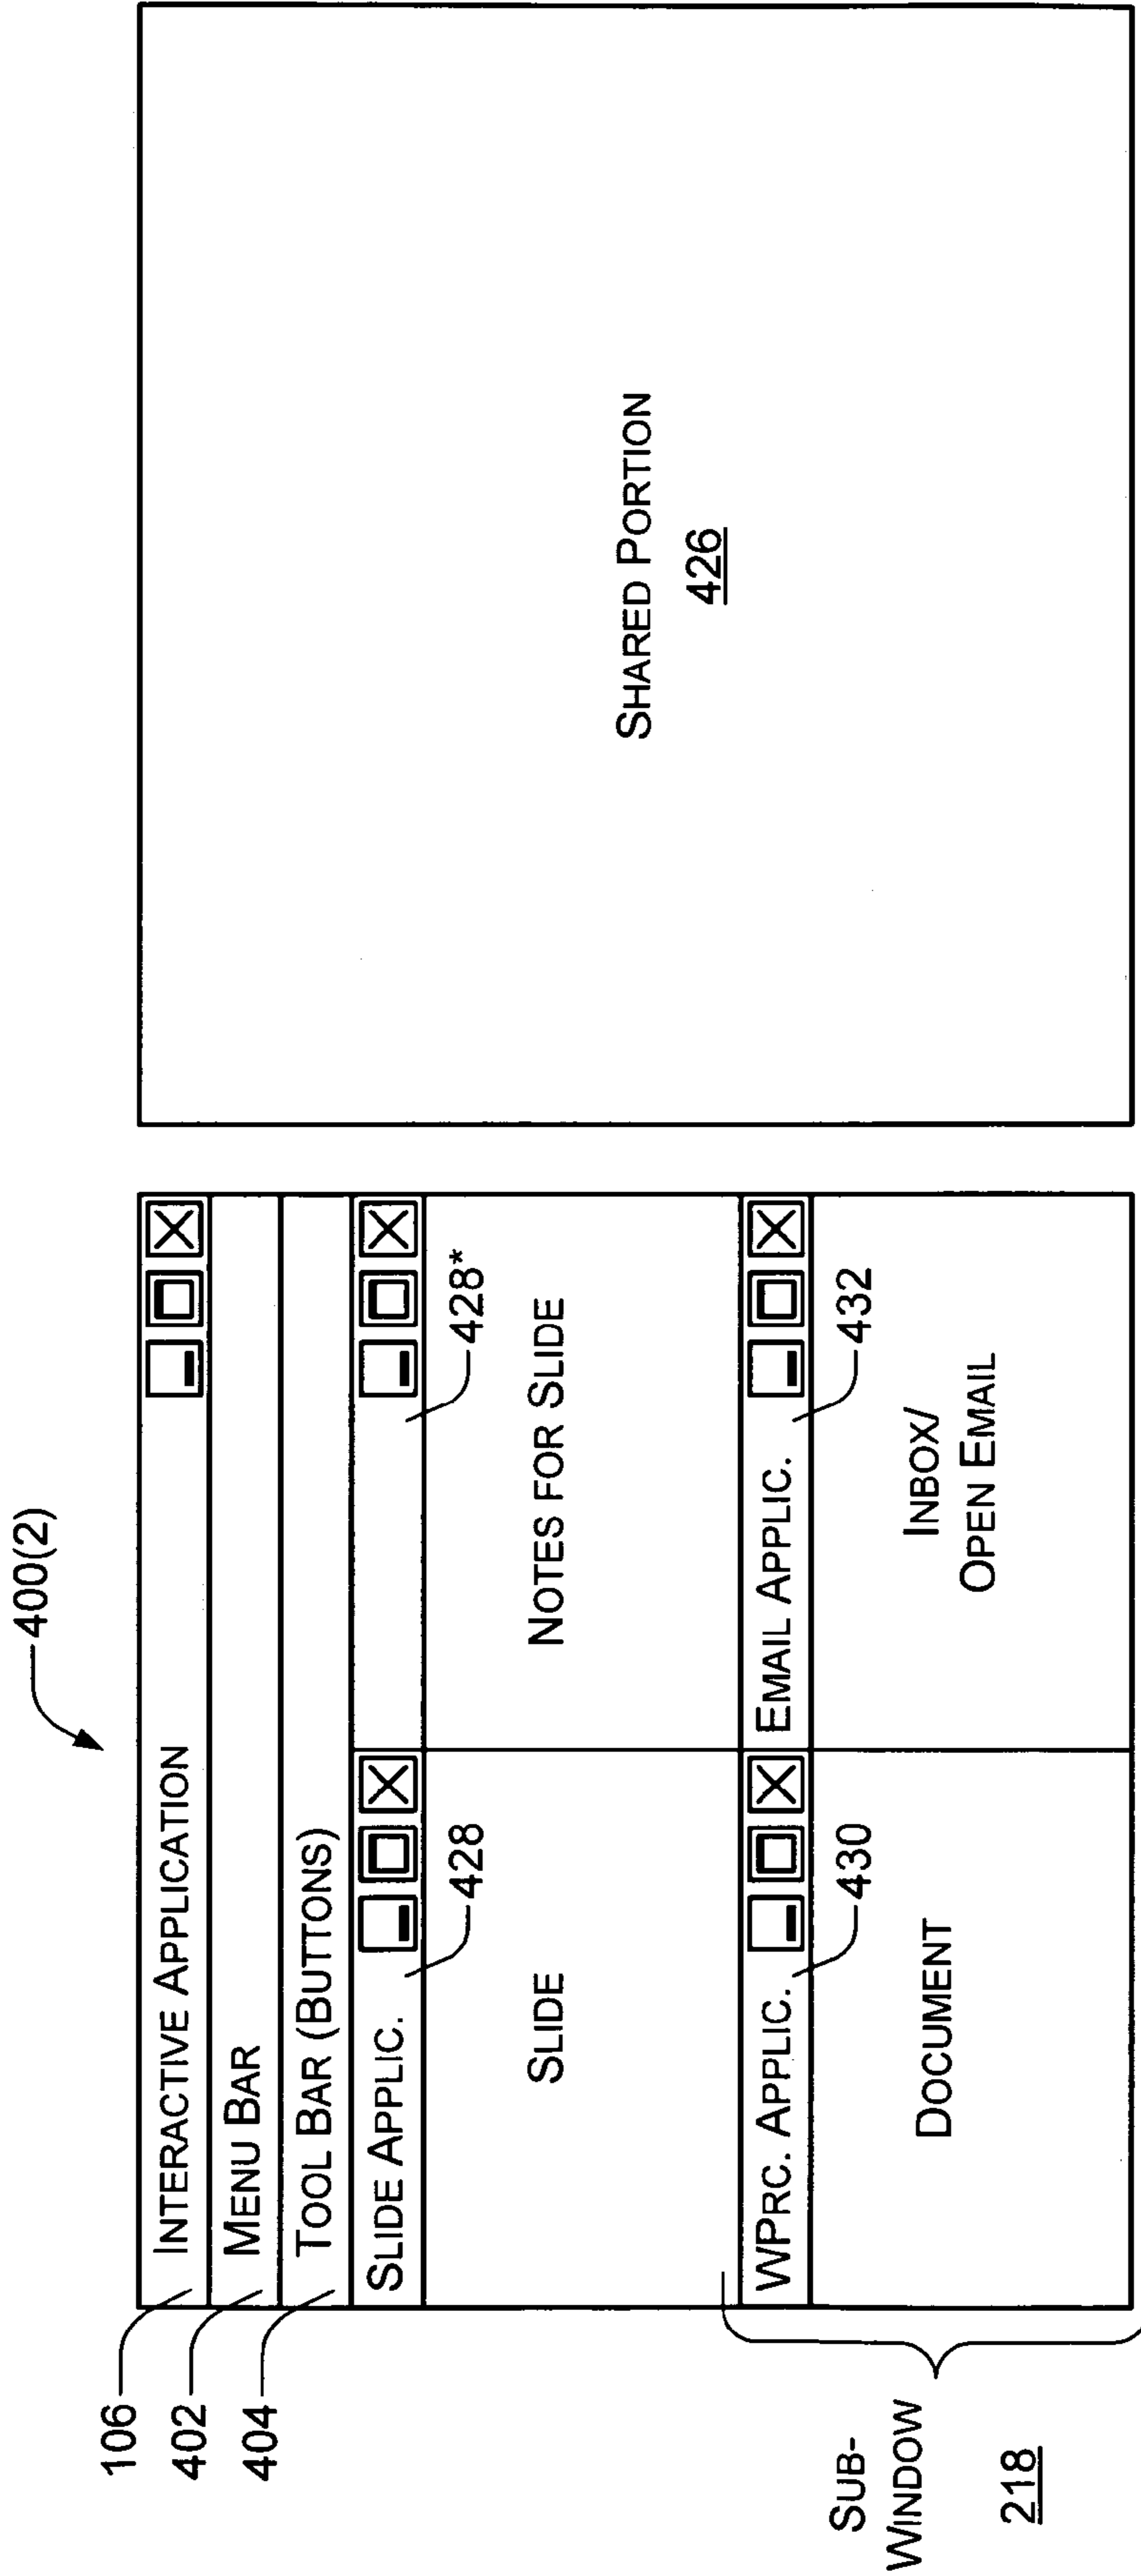 400(2)
106
INTERACTIVE APPLICATION
402
MENU BAR
404
TOOL BAR (BUTTONS)
SLIDE APPLIC.
428
428*
SLIDE
NOTES FOR SLIDE
WPRC. APPLIC.
EMAIL APPLIC.
430
432
DOCUMENT
INBOX/
OPEN EMAIL
SUB-
WINDOW
218
SHARED PORTION
426